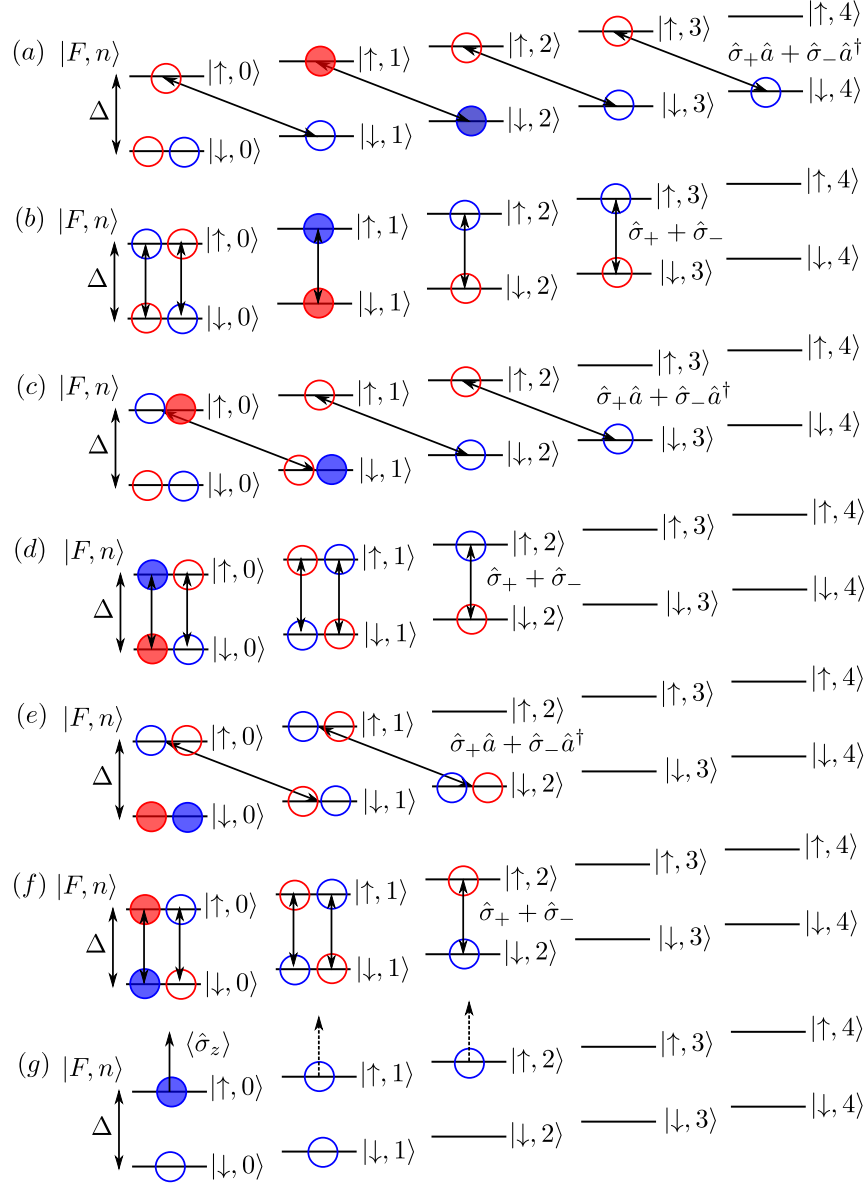 (a) |F, n⟩ |↑, 0⟩ |↑, 1⟩ |↑, 2⟩ |↑, 3⟩ |↑, 4⟩
σ̂₊â + σ̂₋â†
Δ |↓, 0⟩ |↓, 1⟩ |↓, 2⟩ |↓, 3⟩ |↓, 4⟩
(b) |F, n⟩ |↑, 0⟩ |↑, 1⟩ |↑, 2⟩ |↑, 3⟩ |↑, 4⟩
σ̂₊ + σ̂₋
Δ |↓, 0⟩ |↓, 1⟩ |↓, 2⟩ |↓, 3⟩ |↓, 4⟩
(c) |F, n⟩ |↑, 0⟩ |↑, 1⟩ |↑, 2⟩ |↑, 3⟩ |↑, 4⟩
σ̂₊â + σ̂₋â†
Δ |↓, 0⟩ |↓, 1⟩ |↓, 2⟩ |↓, 3⟩ |↓, 4⟩
(d) |F, n⟩ |↑, 0⟩ |↑, 1⟩ |↑, 2⟩ |↑, 3⟩ |↑, 4⟩
σ̂₊ + σ̂₋
Δ |↓, 0⟩ |↓, 1⟩ |↓, 2⟩ |↓, 3⟩ |↓, 4⟩
(e) |F, n⟩ |↑, 0⟩ |↑, 1⟩ |↑, 2⟩ |↑, 3⟩ |↑, 4⟩
σ̂₊â + σ̂₋â†
Δ |↓, 0⟩ |↓, 1⟩ |↓, 2⟩ |↓, 3⟩ |↓, 4⟩
(f) |F, n⟩ |↑, 0⟩ |↑, 1⟩ |↑, 2⟩ |↑, 3⟩ |↑, 4⟩
σ̂₊ + σ̂₋
Δ |↓, 0⟩ |↓, 1⟩ |↓, 2⟩ |↓, 3⟩ |↓, 4⟩
⟨σ̂_z⟩
(g) |F, n⟩ |↑, 0⟩ |↑, 1⟩ |↑, 2⟩ |↑, 3⟩ |↑, 4⟩
Δ |↓, 0⟩ |↓, 1⟩ |↓, 2⟩ |↓, 3⟩ |↓, 4⟩